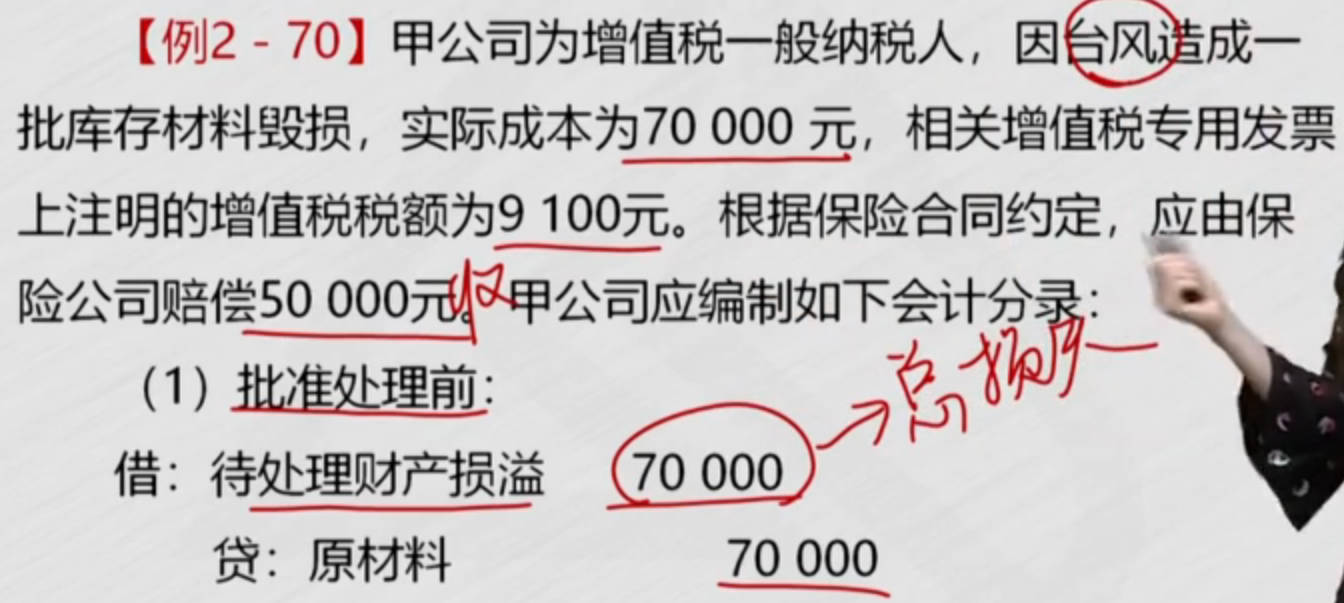 【例2－70】甲公司为增值税一般纳税人，因台风造成一
批库存材料毁损，实际成本为70 000 元，相关增值税专用发票
上注明的增值税税额为9 100元。根据保险合同约定，应由保
险公司赔偿50 000元。收 甲公司应编制如下会计分录：
总损失
（1）批准处理前：
借：待处理财产损溢 70 000
贷：原材料 70 000